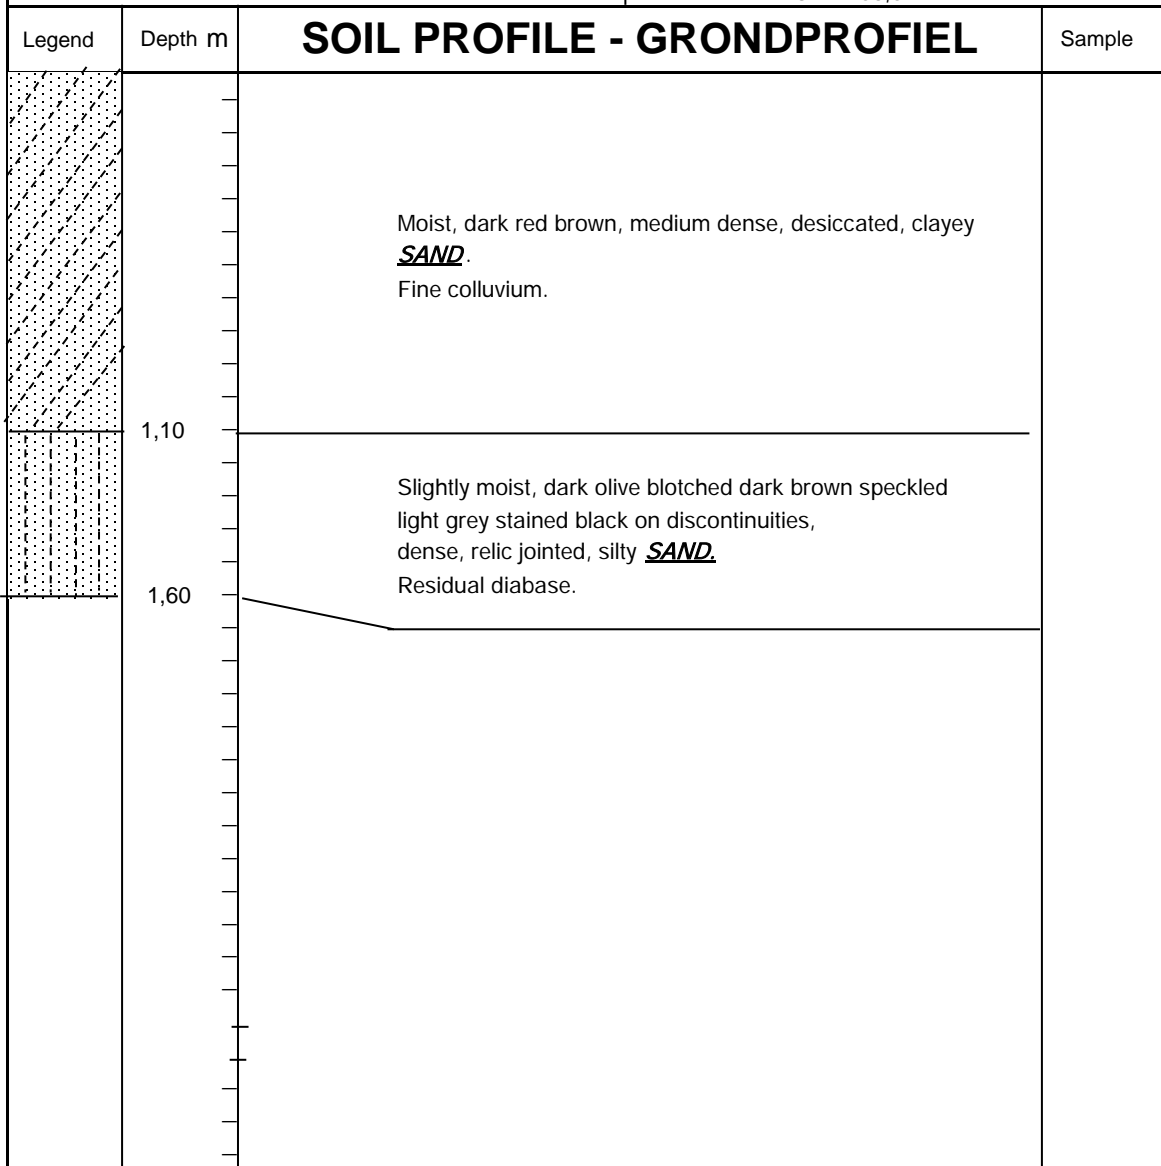 Legend
Depth m
SOIL PROFILE - GRONDPROFIEL
Sample
Moist, dark red brown, medium dense, desiccated, clayey
SAND.
Fine colluvium.
1,10
Slightly moist, dark olive blotched dark brown speckled
light grey stained black on discontinuities,
dense, relic jointed, silty SAND.
Residual diabase.
1,60